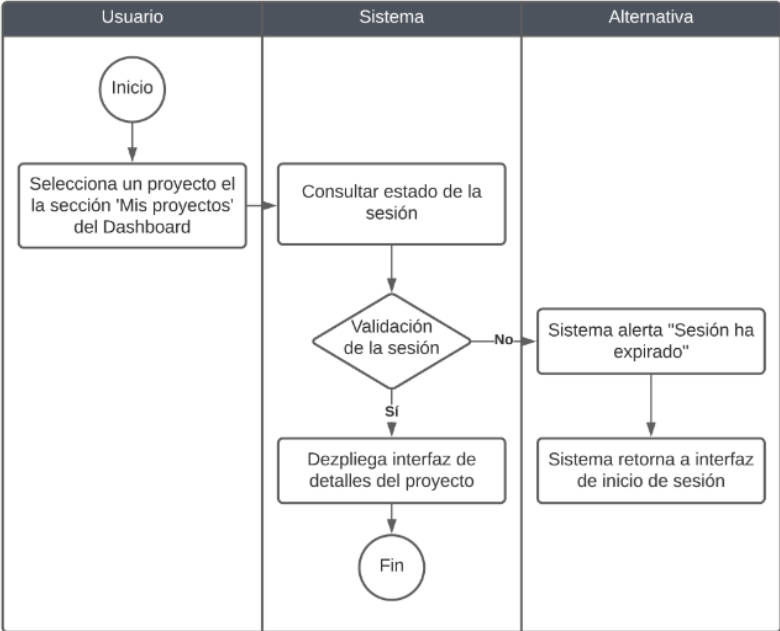 Usuario
Sistema
Alternativa
Inicio
Selecciona un proyecto el
la sección 'Mis proyectos'
del Dashboard
Consultar estado de la
sesión
Validación
de la sesión
No
Sistema alerta "Sesión ha
expirado"
Sí
Dezpliega interfaz de
detalles del proyecto
Sistema retorna a interfaz
de inicio de sesión
Fin